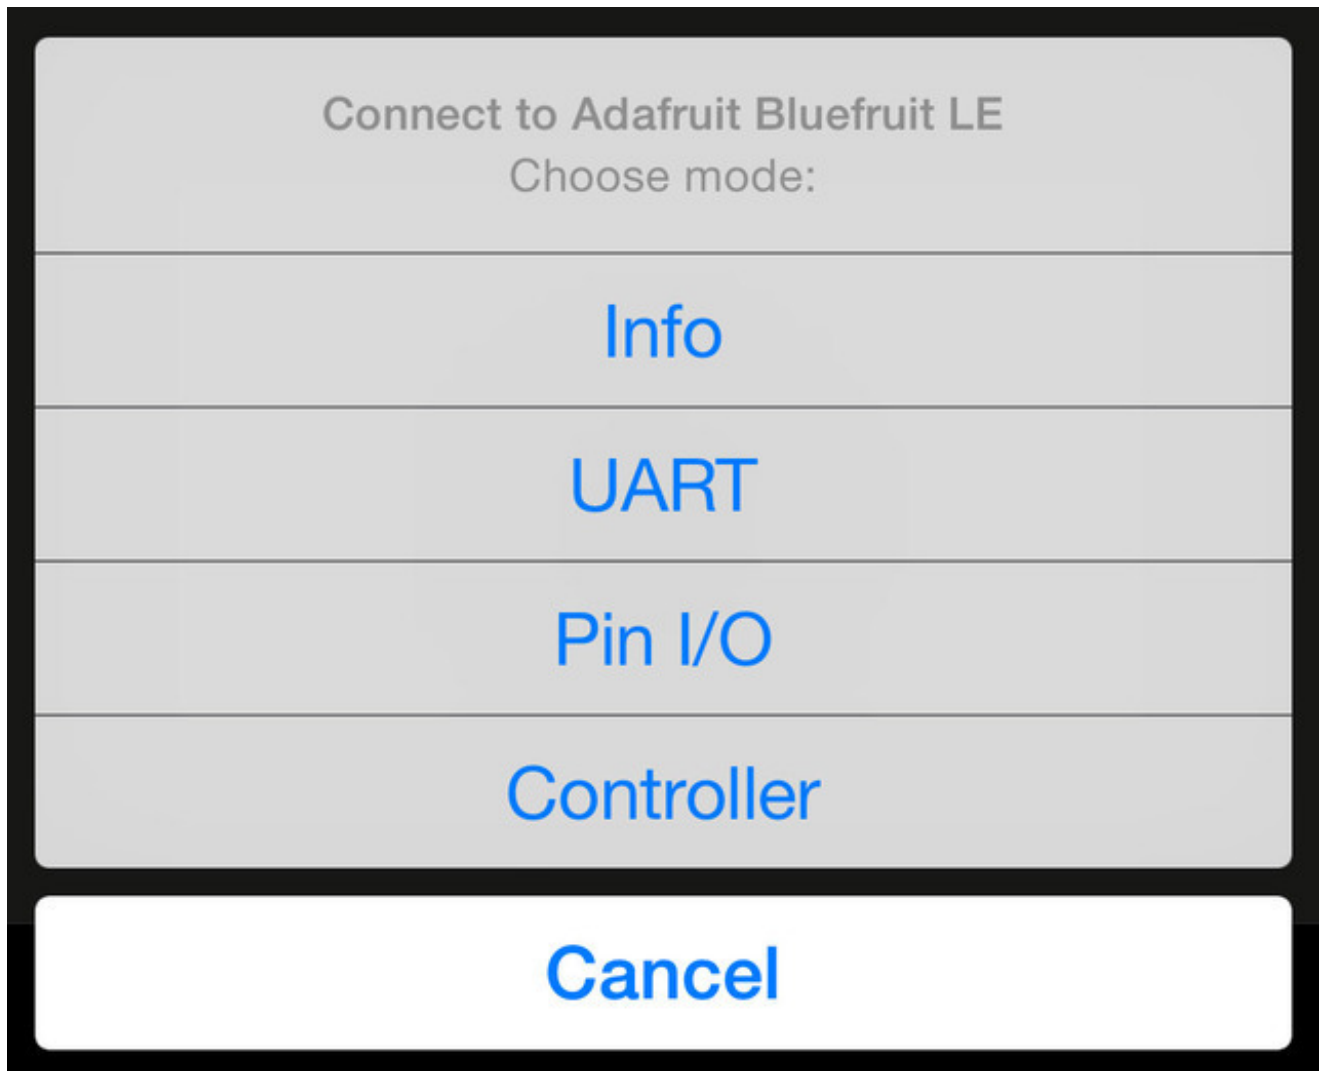 Connect to Adafruit Bluefruit LE
Choose mode:
Info
UART
Pin I/O
Controller
Cancel